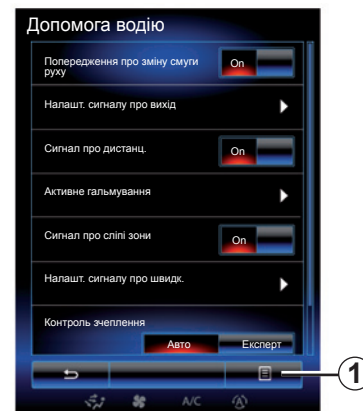 Допомога водію
Попередження про зміну смуги
руху
On
Налашт. сигналу про вихід
Сигнал про дистанц.
On
Активне гальмування
Сигнал про сліпі зони
On
Налашт. сигналу про швидк.
Контроль зчеплення
Авто
Експерт
1
A/C
A